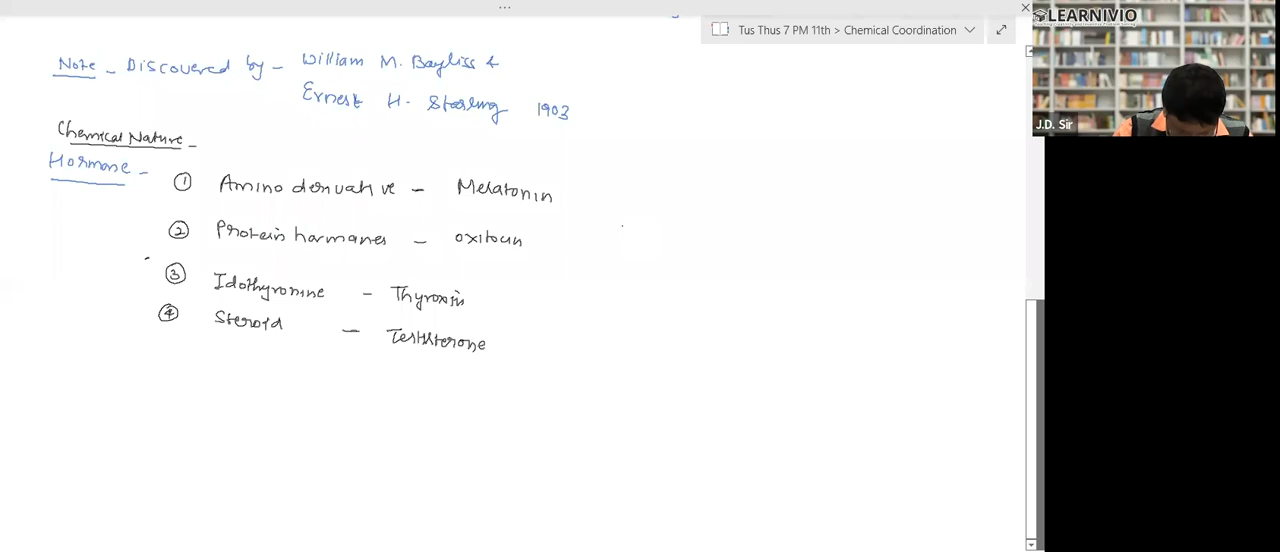 Tus Thus 7 PM 11th > Chemical Coordination
LEARNIVIO
J.D. Sir
Note - Discovered by - William M. Bayliss &
Ernest H. Starling 1903
Chemical Nature -
Hormone -
① Amino derivative - Melatonin
② Protein harmones - oxitocin
③ Idothyronine - Thyroxin
④ Steroid - Teststerone